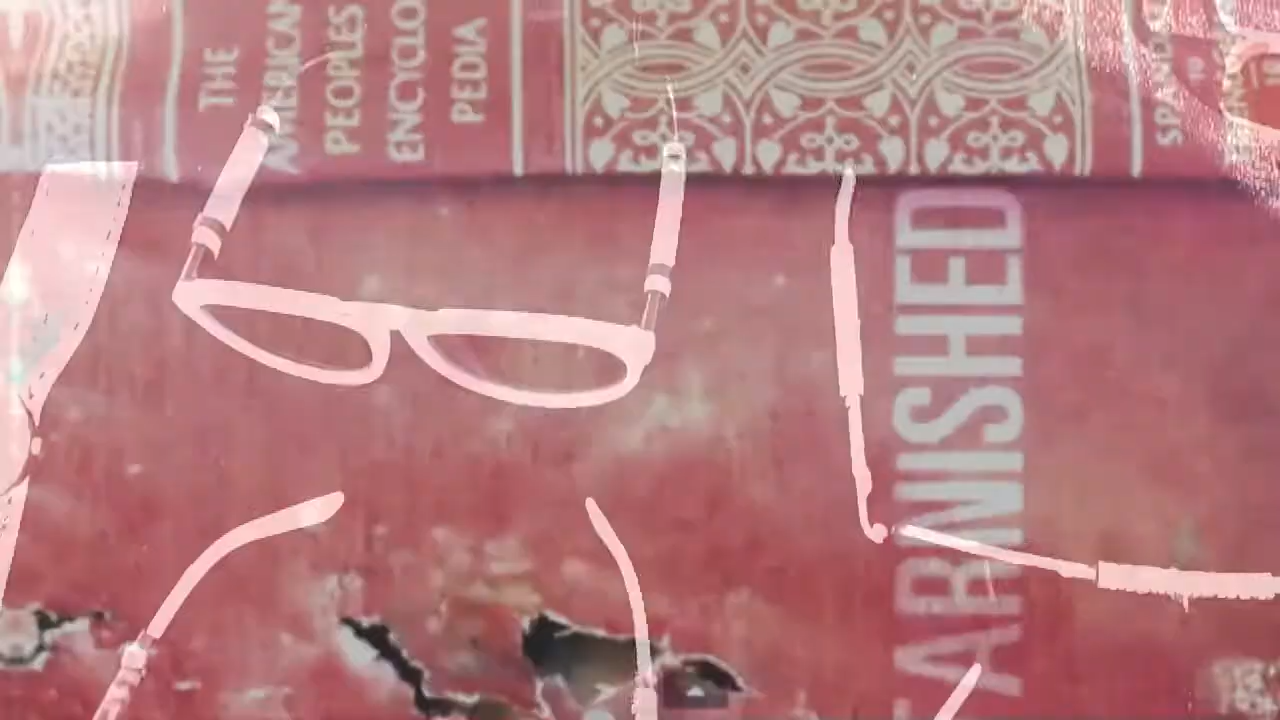 THE
AMERICAN
PEOPLES
ENCYCLO
PEDIA
ARNISHED